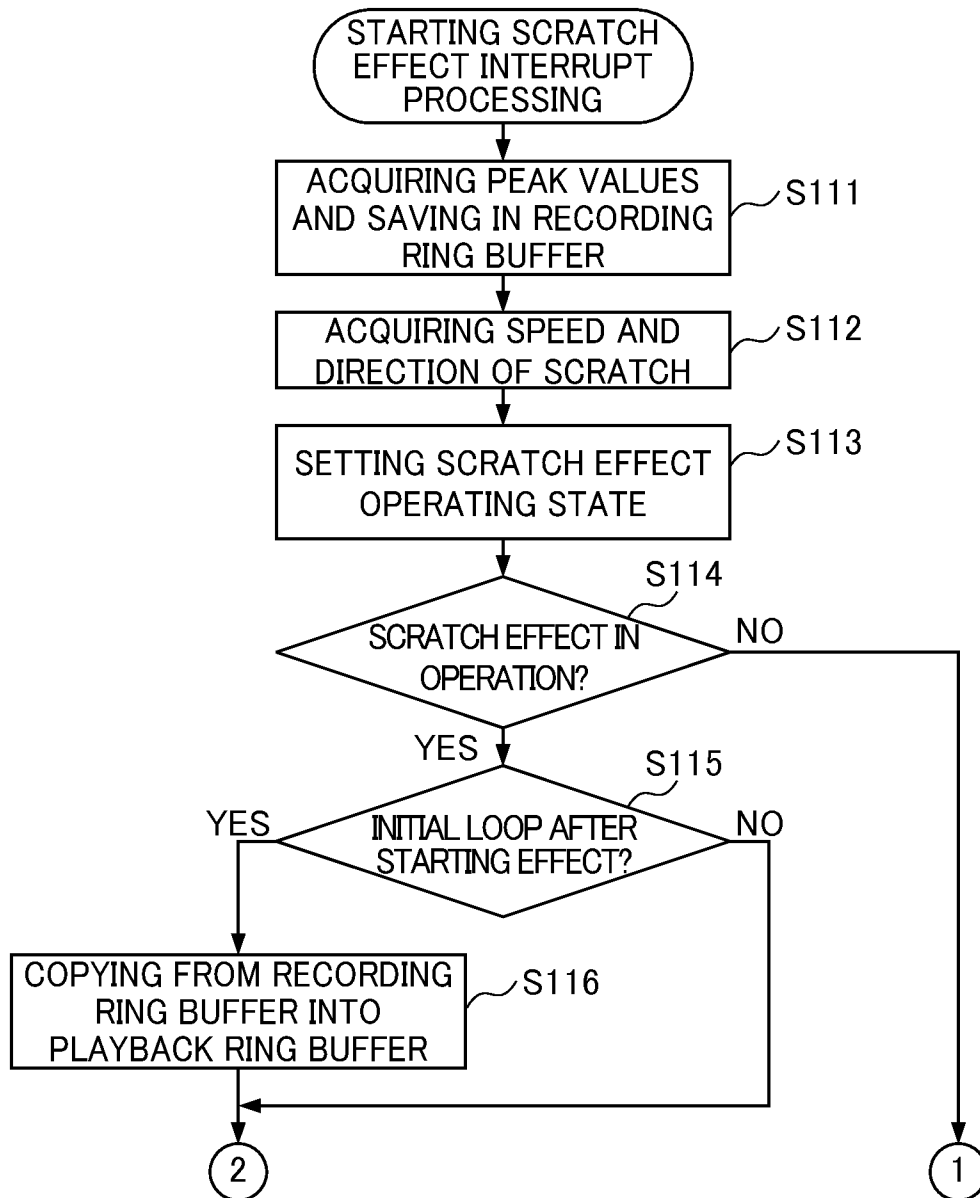 STARTING SCRATCH
EFFECT INTERRUPT
PROCESSING
ACQUIRING PEAK VALUES
AND SAVING IN RECORDING
RING BUFFER
S111
ACQUIRING SPEED AND
DIRECTION OF SCRATCH
S112
SETTING SCRATCH EFFECT
OPERATING STATE
S113
S114
SCRATCH EFFECT IN
OPERATION?
NO
YES
S115
YES
INITIAL LOOP AFTER
STARTING EFFECT?
NO
COPYING FROM RECORDING
RING BUFFER INTO
PLAYBACK RING BUFFER
S116
2
1